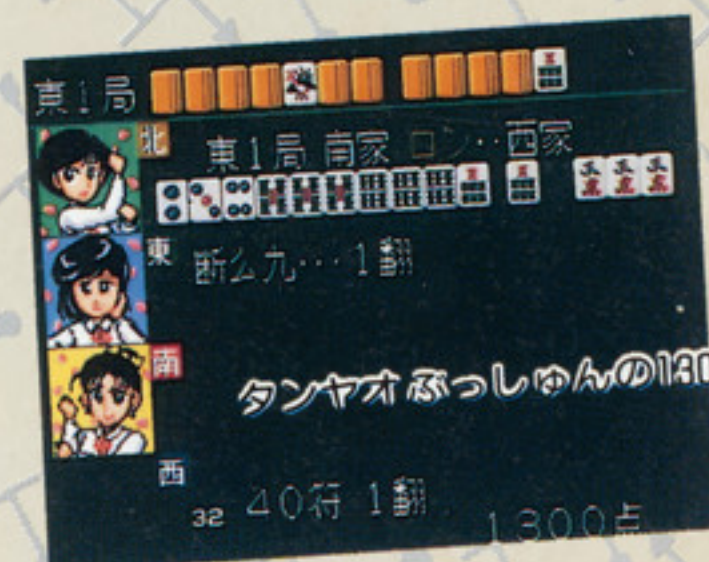 東1局
北 東1局 南家 ロン‥西家
東 断么九…1翻
南 タンヤオ ぶっしゅんの130
西
32 40符 1翻 1300点